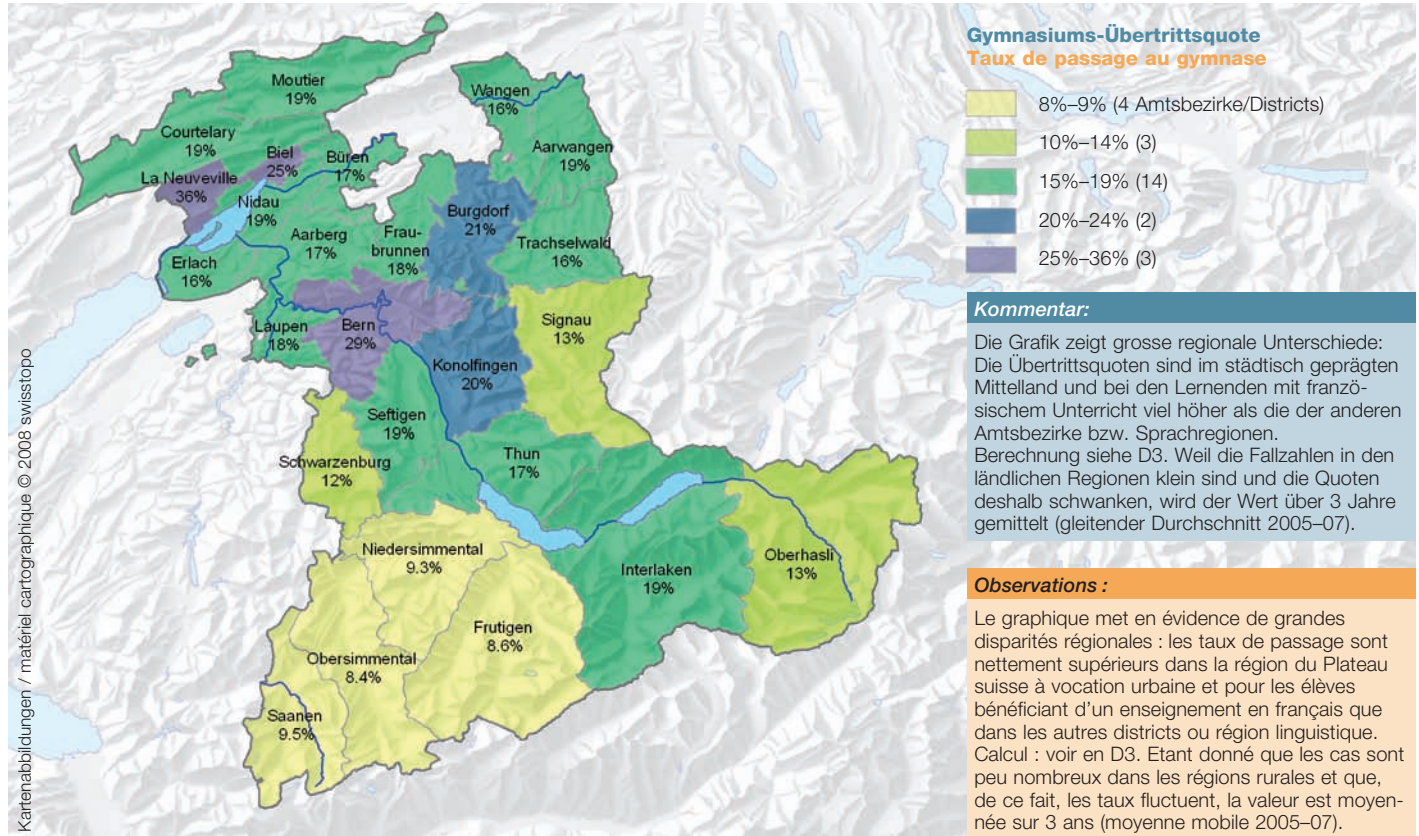 Moutier
19%
Courtelary
19%
Biel
25%
Büren
17%
La Neuveville
36%
Nidau
19%
Wangen
16%
Aarwangen
19%
Burgdorf
21%
Aarberg
17%
Frau-
brunnen
18%
Trachselwald
16%
Erlach
16%
Laupen
18%
Bern
29%
Signau
13%
Konolfingen
20%
Seftigen
19%
Schwarzenburg
12%
Thun
17%
Niedersimmental
9.3%
Interlaken
19%
Oberhasli
13%
Frutigen
8.6%
Obersimmental
8.4%
Saanen
9.5%
Kartenabbildungen / matériel cartographique © 2008 swisstopo
Gymnasiums-Übertrittsquote
Taux de passage au gymnase
8%–9% (4 Amtsbezirke/Districts)
10%–14% (3)
15%–19% (14)
20%–24% (2)
25%–36% (3)
Kommentar:
Die Grafik zeigt grosse regionale Unterschiede:
Die Übertrittsquoten sind im städtisch geprägten
Mittelland und bei den Lernenden mit franzö-
sischem Unterricht viel höher als die der anderen
Amtsbezirke bzw. Sprachregionen.
Berechnung siehe D3. Weil die Fallzahlen in den
ländlichen Regionen klein sind und die Quoten
deshalb schwanken, wird der Wert über 3 Jahre
gemittelt (gleitender Durchschnitt 2005–07).
Observations :
Le graphique met en évidence de grandes
disparités régionales : les taux de passage sont
nettement supérieurs dans la région du Plateau
suisse à vocation urbaine et pour les élèves
bénéficiant d'un enseignement en français que
dans les autres districts ou région linguistique.
Calcul : voir en D3. Etant donné que les cas sont
peu nombreux dans les régions rurales et que,
de ce fait, les taux fluctuent, la valeur est moyen-
née sur 3 ans (moyenne mobile 2005–07).